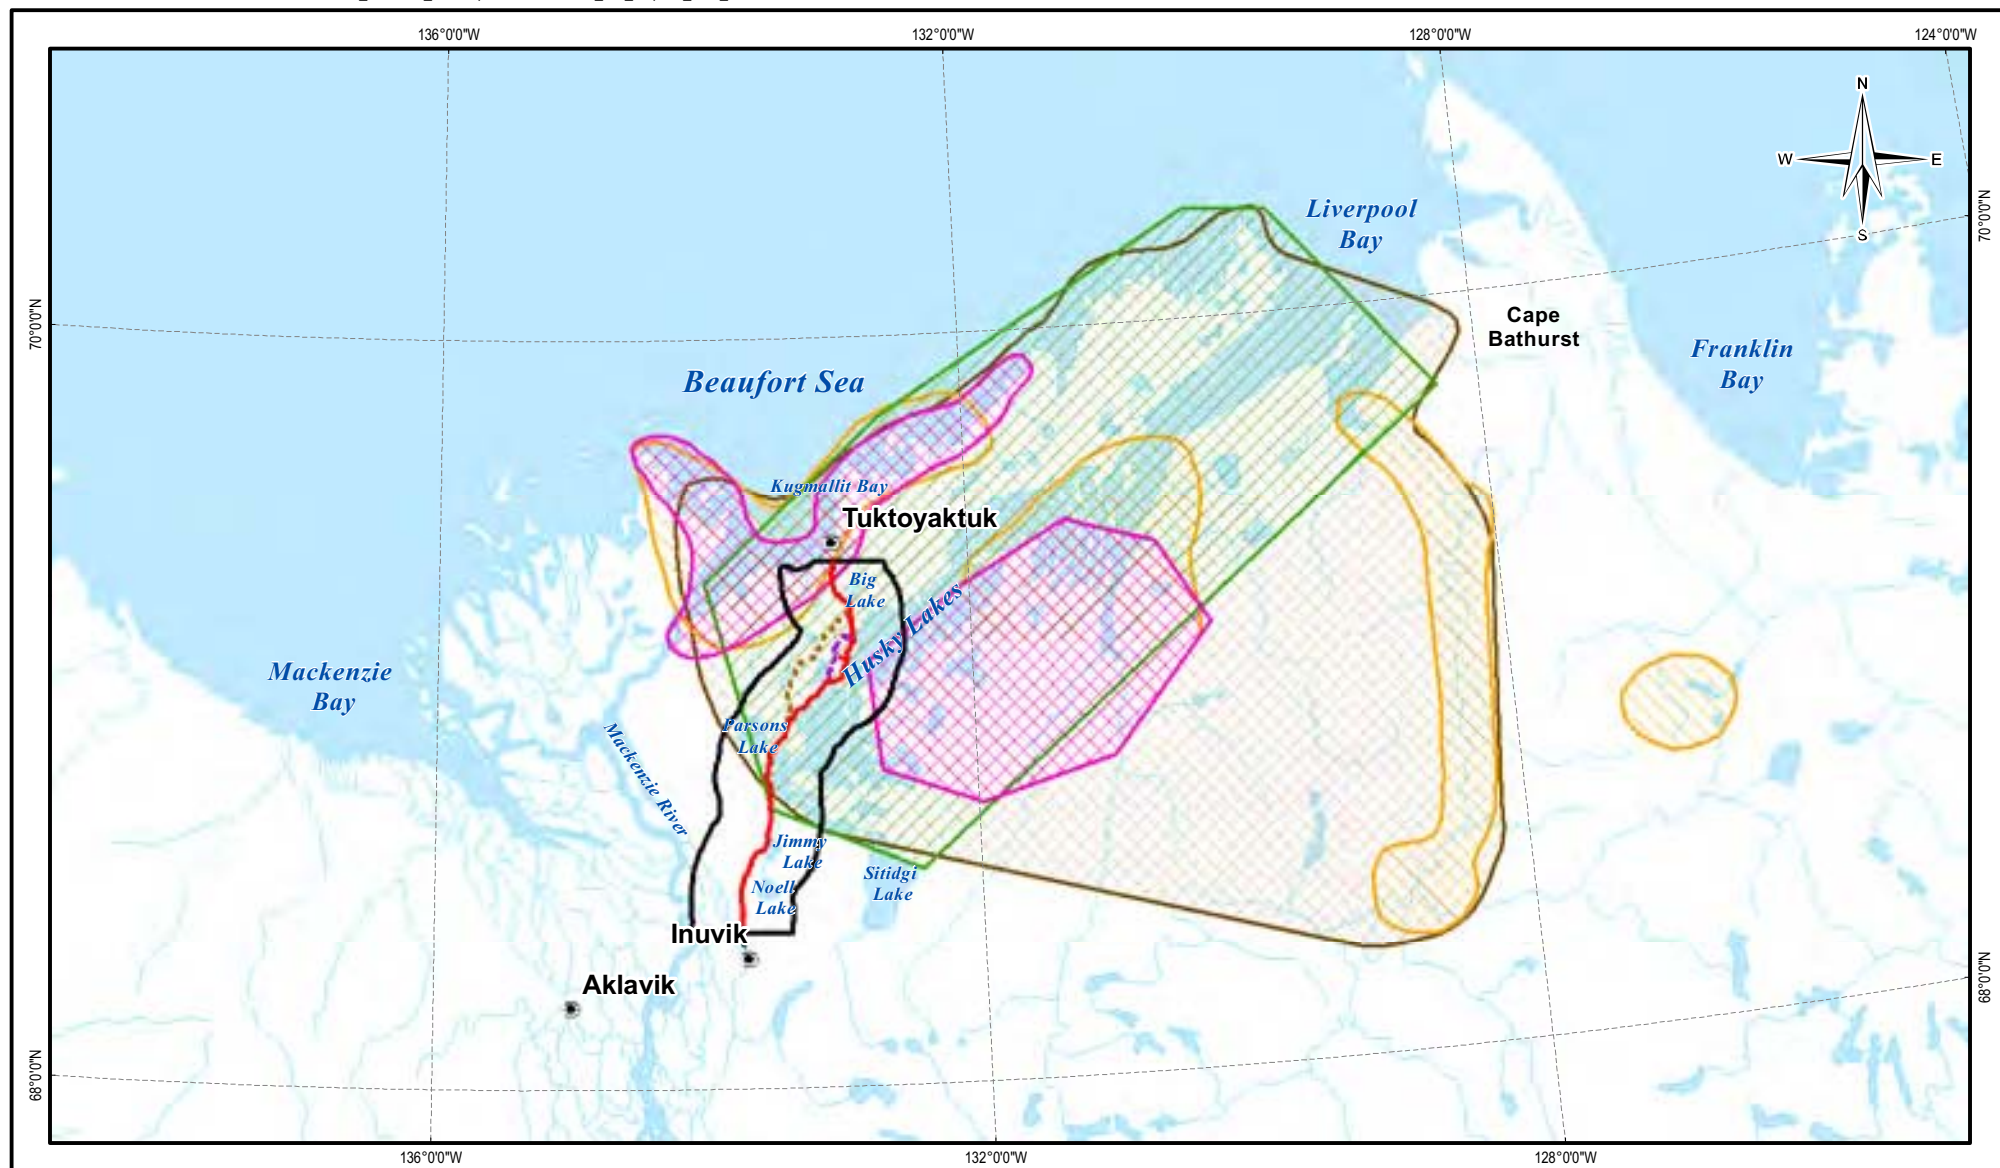 136°0'0"W
132°0'0"W
128°0'0"W
124°0'0"W
N
W
E
S
70°0'0"N
70°0'0"N
Liverpool
Bay
Cape
Bathurst
Franklin
Bay
Beaufort Sea
Kugmallit Bay
Tuktoyaktuk
Big
Lake
Husky Lakes
Mackenzie
Bay
Mackenzie River
Parsons
Lake
Jimmy
Lake
Noell
Lake
Sitidgi
Lake
Inuvik
Aklavik
68°0'0"N
68°0'0"N
136°0'0"W
132°0'0"W
128°0'0"W